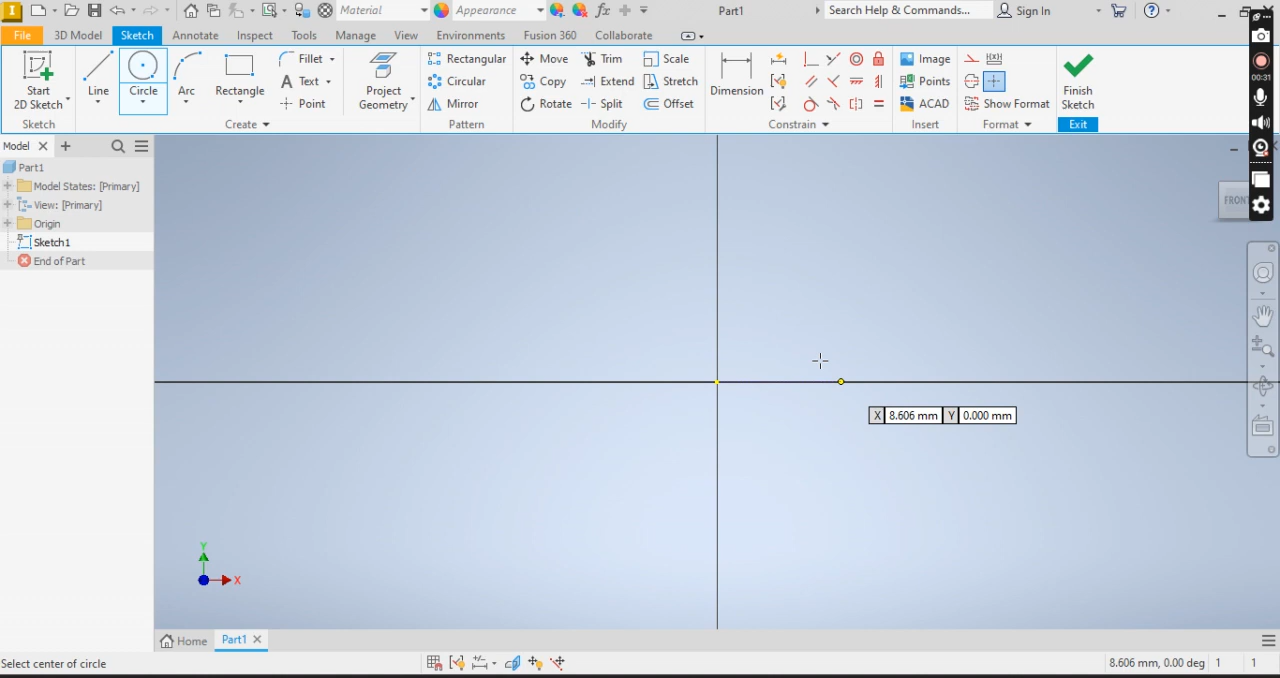 I Material Appearance fx Part1 Search Help & Commands... Sign In
File 3D Model Sketch Annotate Inspect Tools Manage View Environments Fusion 360 Collaborate
Start 2D Sketch
Line
Circle
Arc
Rectangle
Fillet
Text
Point
Project Geometry
Rectangular
Circular
Mirror
Move
Copy
Rotate
Trim
Extend
Split
Scale
Stretch
Offset
Dimension
Image
Points
ACAD
Show Format
Finish Sketch
Sketch Create Pattern Modify Constrain Insert Format Exit
00:31
Model
Part1
Model States: [Primary]
View: [Primary]
Origin
Sketch1
End of Part
FRONT
X 8.606 mm Y 0.000 mm
Y
X
Home Part1
Select center of circle
8.606 mm, 0.00 deg 1 1